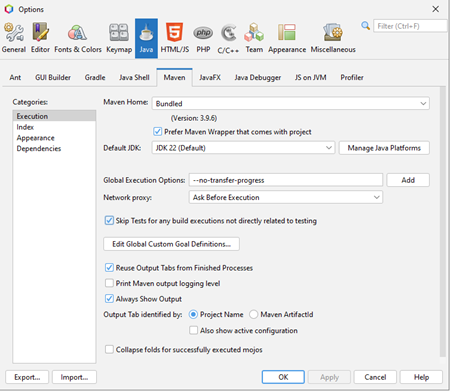 Options
General Editor Fonts & Colors Keymap Java HTML/JS PHP C/C++ Team Appearance Miscellaneous Filter (Ctrl+F)
Ant GUI Builder Gradle Java Shell Maven JavaFX Java Debugger JS on JVM Profiler
Categories:
Execution
Index
Appearance
Dependencies
Maven Home: Bundled
(Version: 3.9.6)
Prefer Maven Wrapper that comes with project
Default JDK: JDK 22 (Default) Manage Java Platforms
Global Execution Options: --no-transfer-progress Add
Network proxy: Ask Before Execution
Skip Tests for any build executions not directly related to testing
Edit Global Custom Goal Definitions...
Reuse Output Tabs from Finished Processes
Print Maven output logging level
Always Show Output
Output Tab identified by: Project Name Maven ArtifactId
Also show active configuration
Collapse folds for successfully executed mojos
Export... Import... OK Apply Cancel Help